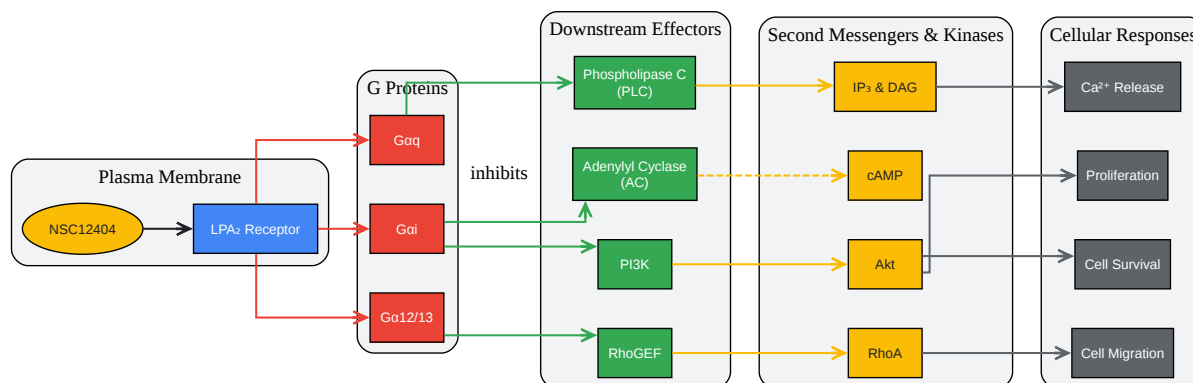 Plasma Membrane
NSC12404
LPA₂ Receptor
G Proteins
Gαq
Gαi
Gα12/13
inhibits
Downstream Effectors
Phospholipase C
(PLC)
Adenylyl Cyclase
(AC)
PI3K
RhoGEF
Second Messengers & Kinases
IP₃ & DAG
cAMP
Akt
RhoA
Cellular Responses
Ca²⁺ Release
Proliferation
Cell Survival
Cell Migration